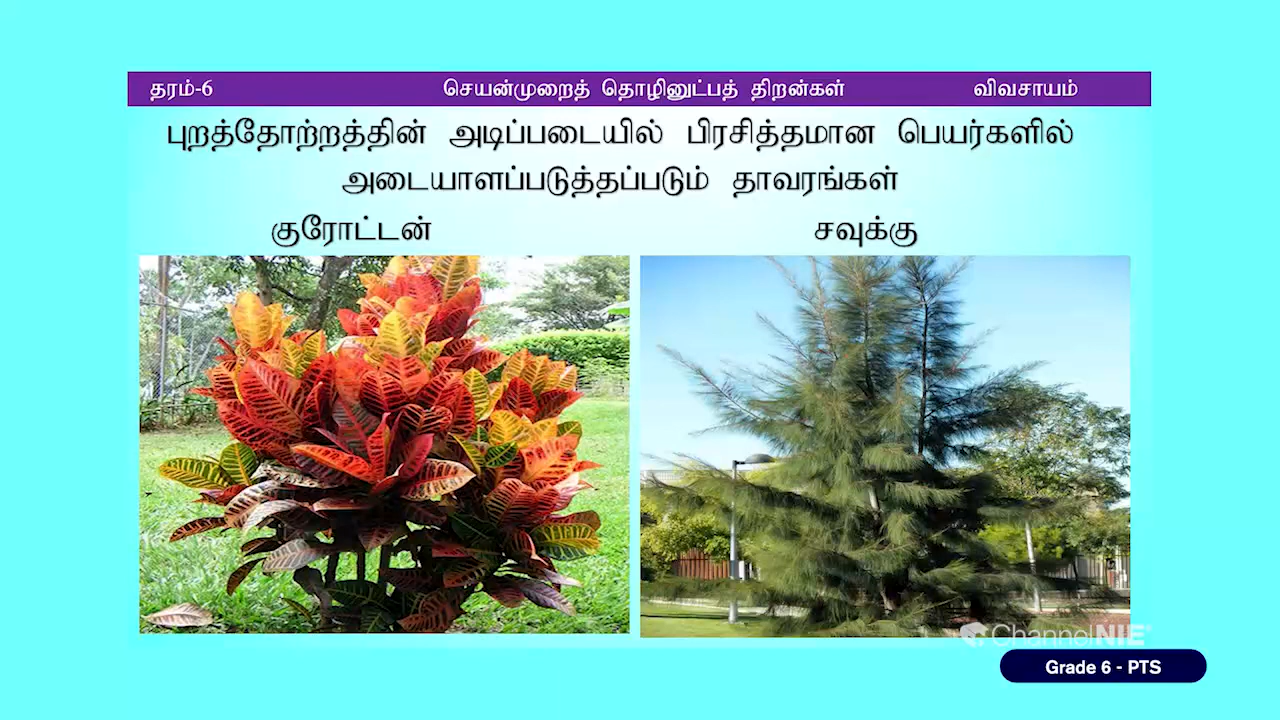 தரம்-6 செயன்முறைத் தொழினுட்பத் திறன்கள் விவசாயம்
புறத்தோற்றத்தின் அடிப்படையில் பிரசித்தமான பெயர்களில்
அடையாளப்படுத்தப்படும் தாவரங்கள்
குரோட்டன் சவுக்கு
ChannelNIE
Grade 6 - PTS